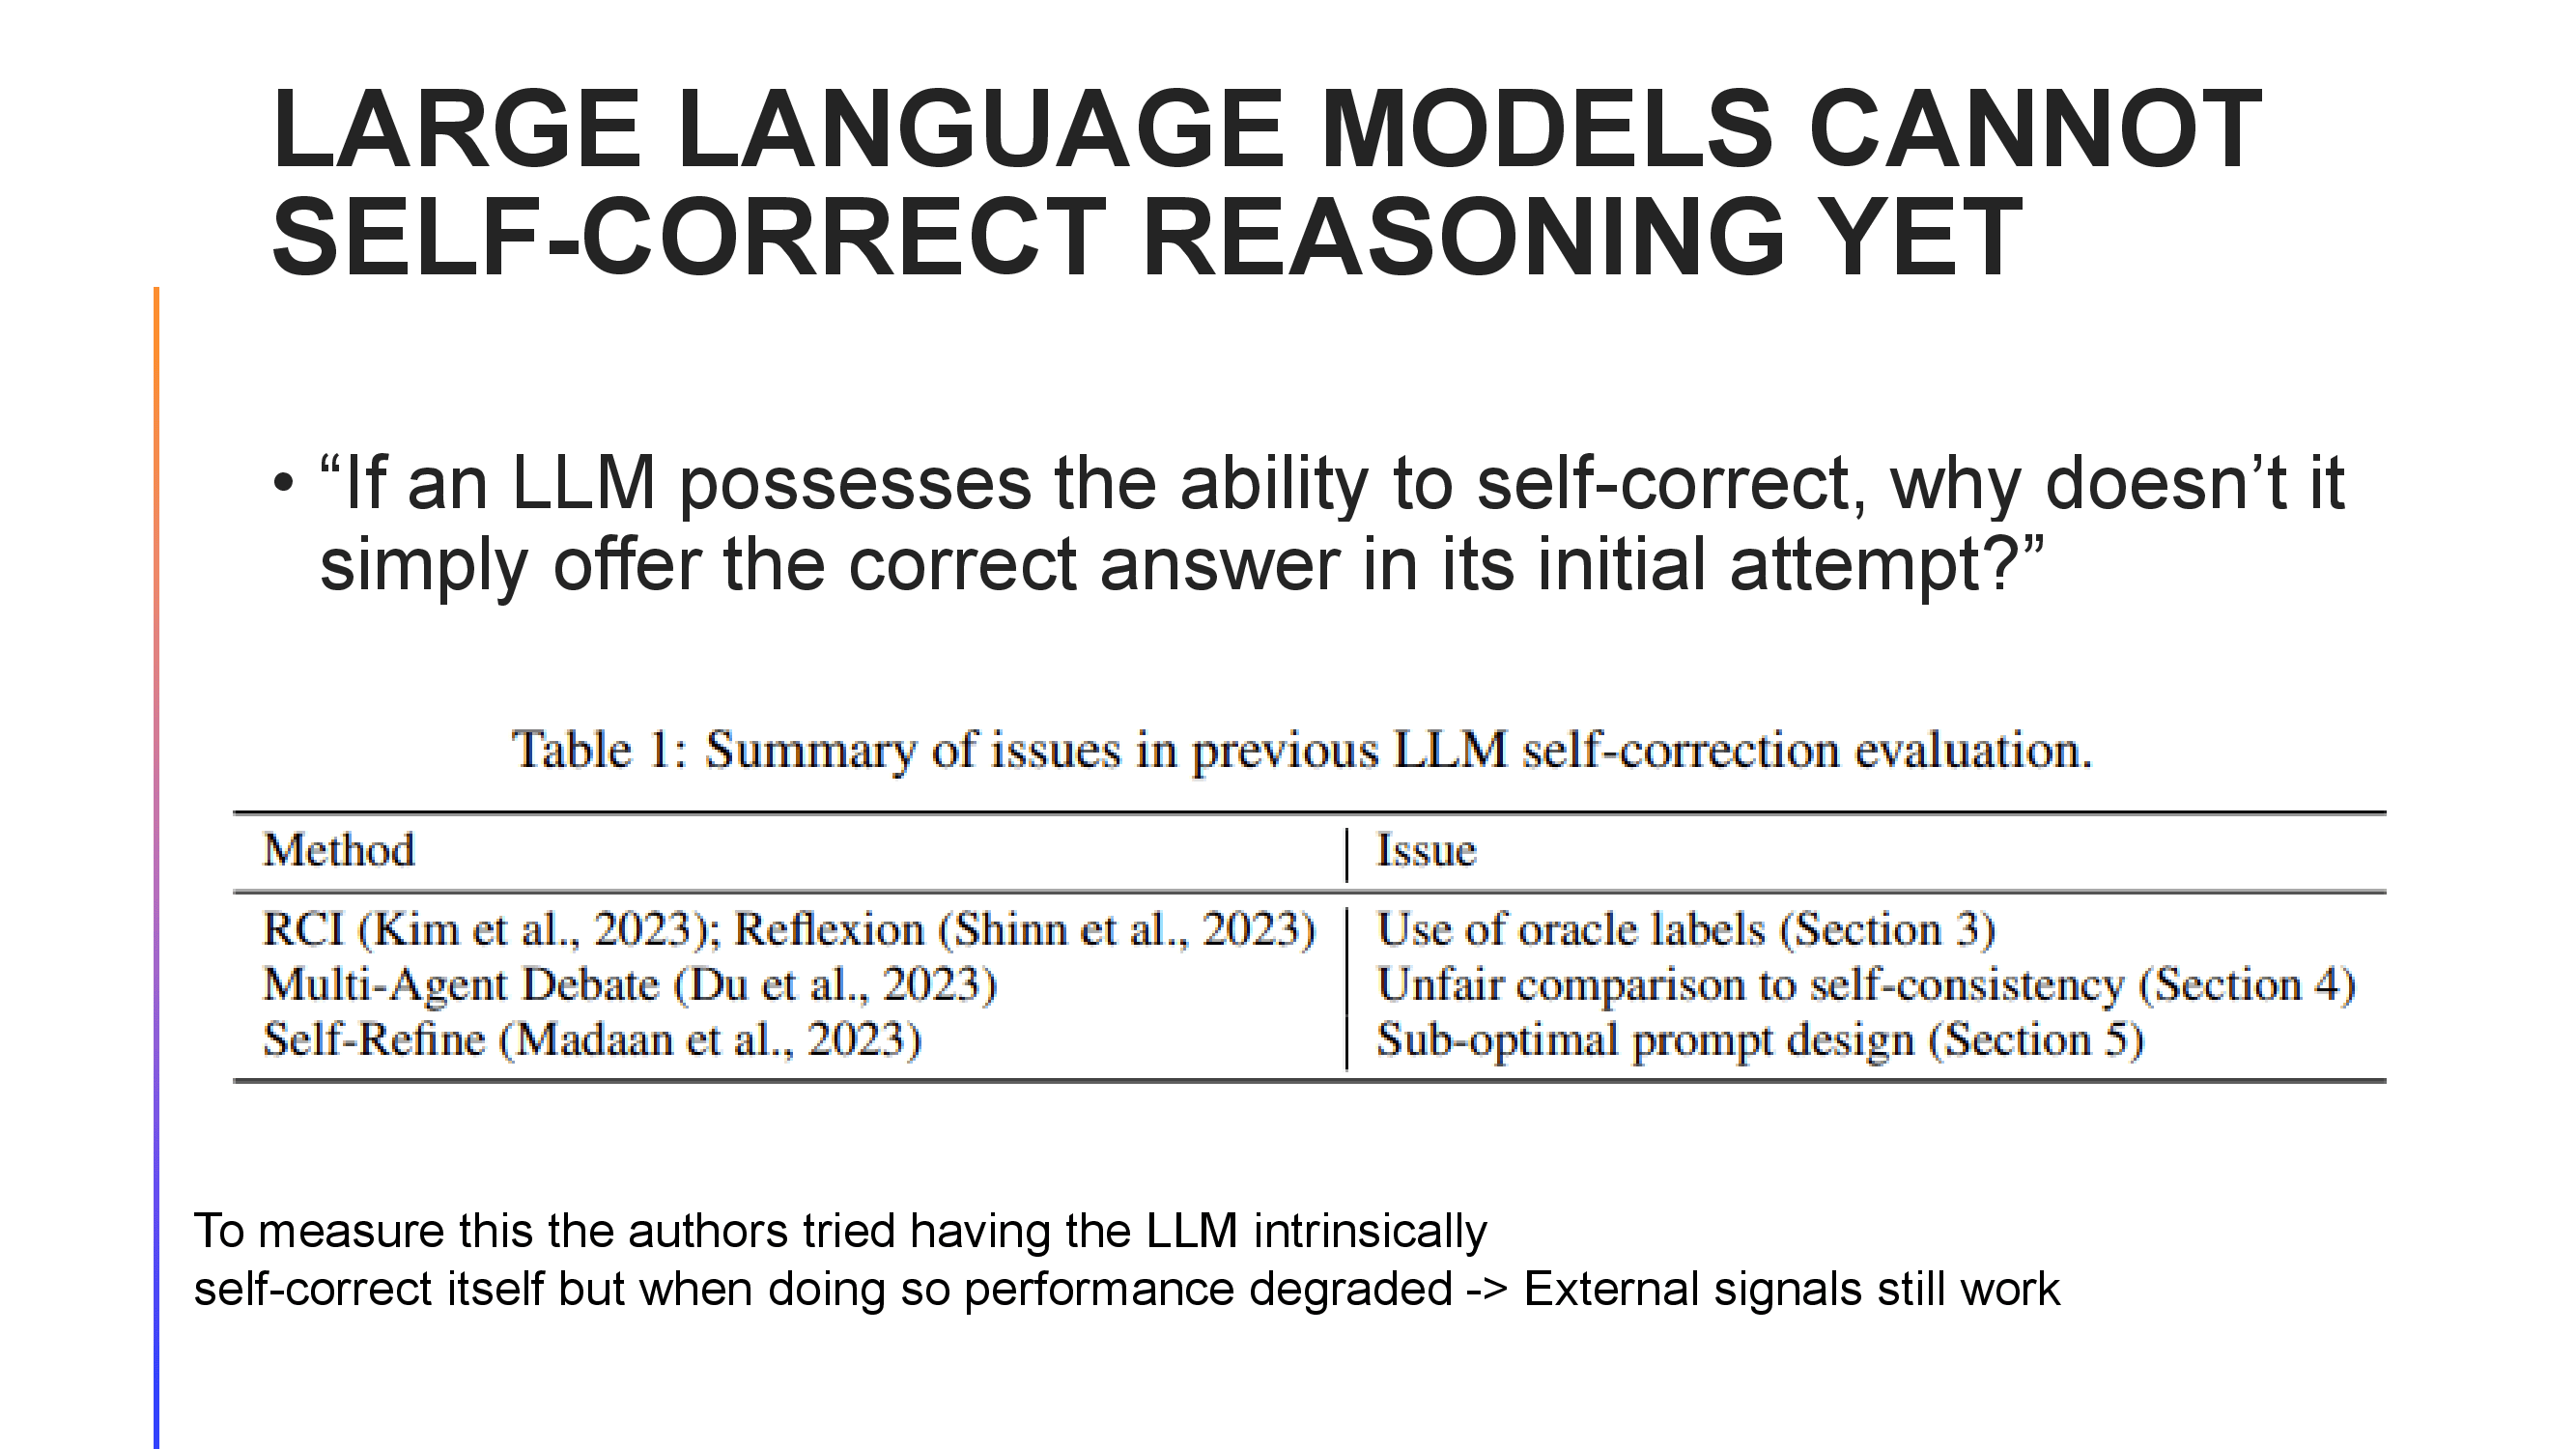 LARGE LANGUAGE MODELS CANNOT
SELF-CORRECT REASONING YET
• “If an LLM possesses the ability to self-correct, why doesn’t it
simply offer the correct answer in its initial attempt?”
Table 1: Summary of issues in previous LLM self-correction evaluation.
Method | Issue
RCI (Kim et al., 2023); Reflexion (Shinn et al., 2023) | Use of oracle labels (Section 3)
Multi-Agent Debate (Du et al., 2023) | Unfair comparison to self-consistency (Section 4)
Self-Refine (Madaan et al., 2023) | Sub-optimal prompt design (Section 5)
To measure this the authors tried having the LLM intrinsically
self-correct itself but when doing so performance degraded -> External signals still work